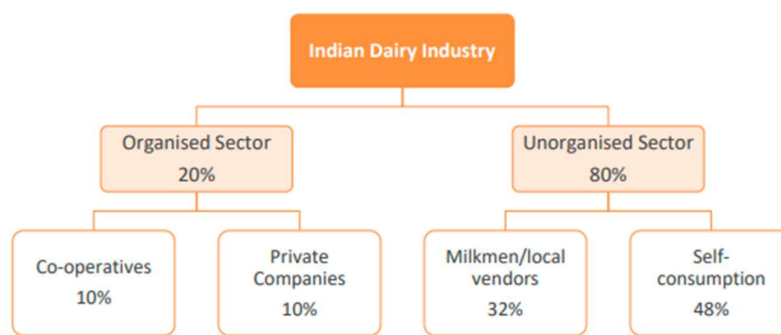 Indian Dairy Industry
Organised Sector
20%
Unorganised Sector
80%
Co-operatives
10%
Private
Companies
10%
Milkmen/local
vendors
32%
Self-
consumption
48%